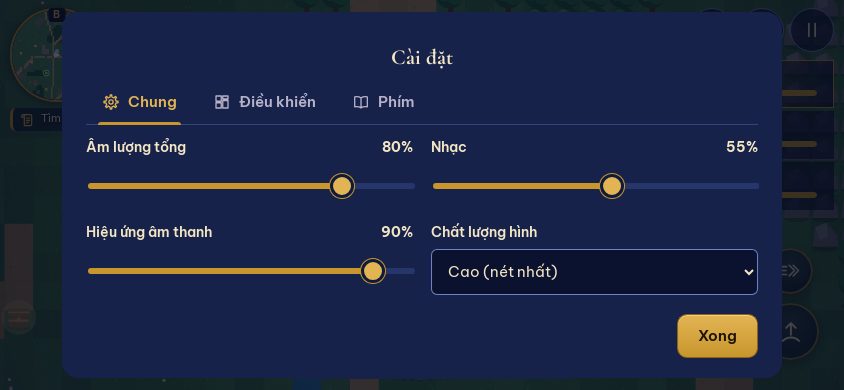 B
Cài đặt
Chung
Điều khiển
Phím
Tìm
Âm lượng tổng
80%
Nhạc
55%
Hiệu ứng âm thanh
90%
Chất lượng hình
Cao (nét nhất)
Xong